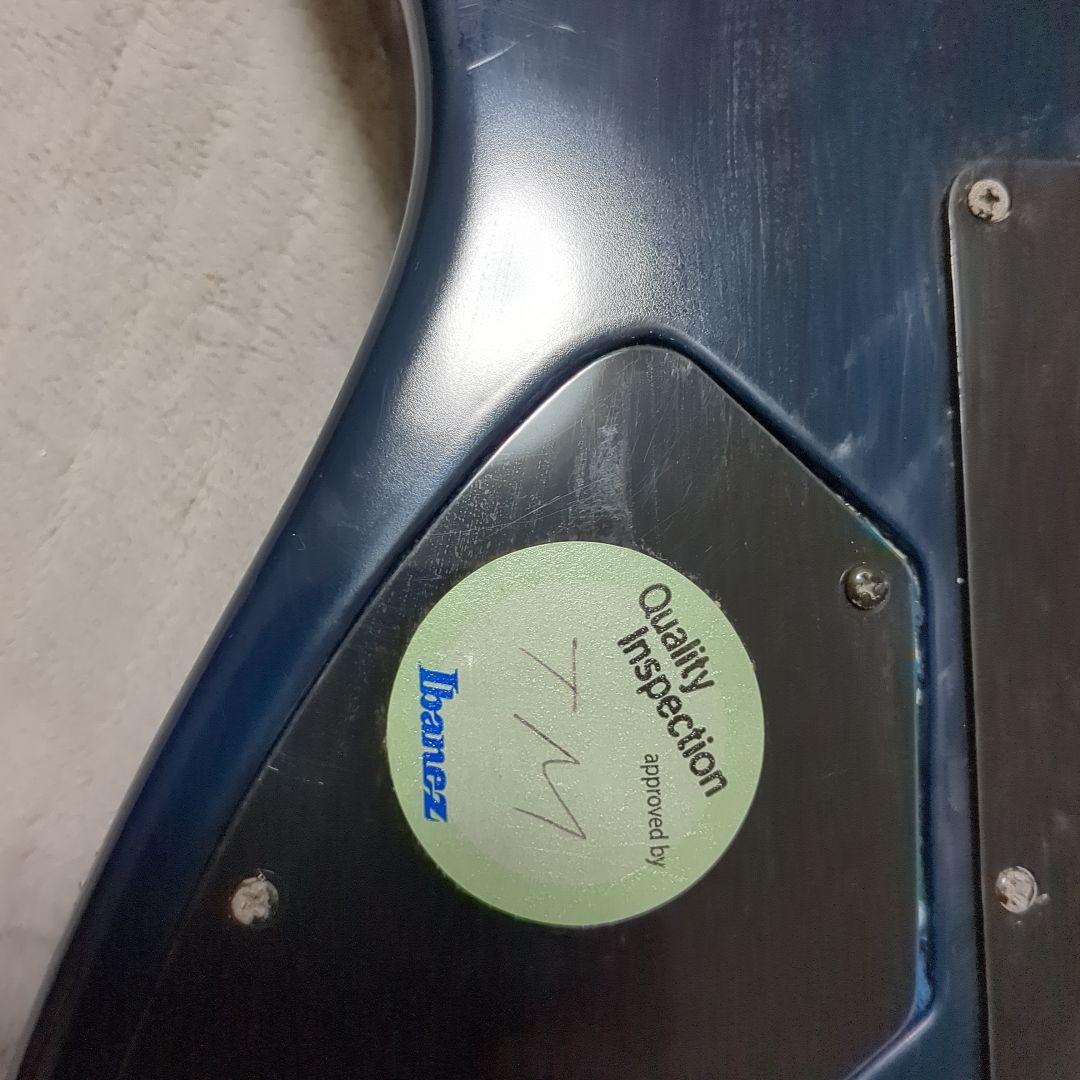 Quality
Inspection
approved by
T M
Ibanez